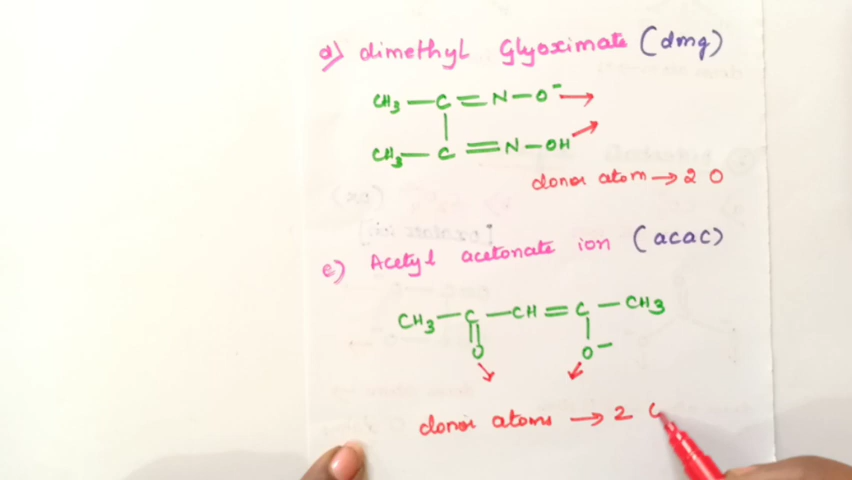 d) dimethyl Glyoximate (dmg)
CH3 — C = N — O⁻ →
|
CH3 — C = N — OH →
donor atom → 2 O
e) Acetyl acetonate ion (acac)
CH3 — C — CH = C — CH3
|| |
O O⁻
donor atoms → 2